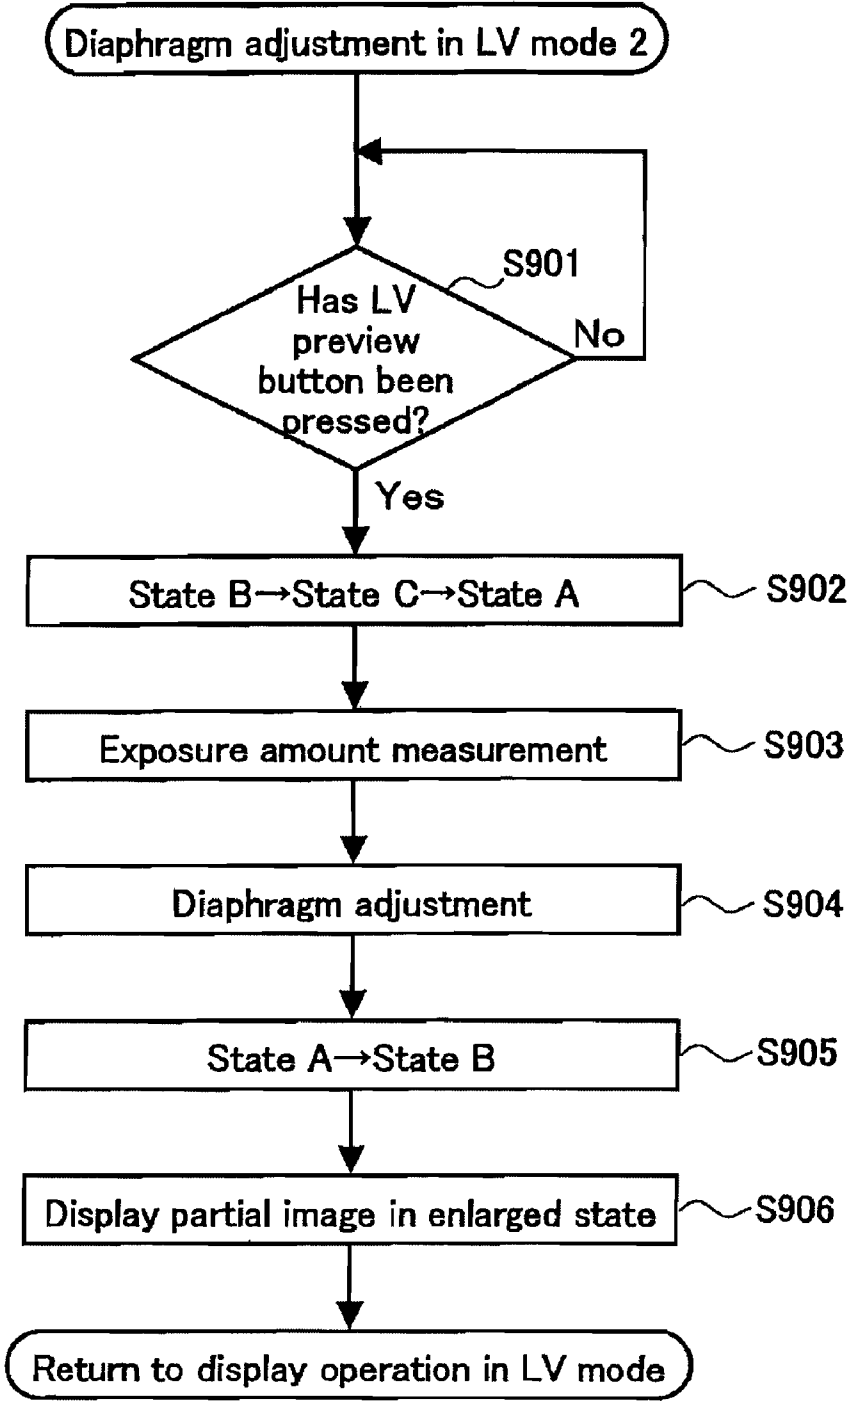 Diaphragm adjustment in LV mode 2
S901
Has LV
preview
button been
pressed?
No
Yes
State B→State C→State A
S902
Exposure amount measurement
S903
Diaphragm adjustment
S904
State A→State B
S905
Display partial image in enlarged state
S906
Return to display operation in LV mode